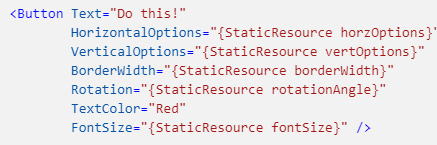 <Button Text="Do this!"
HorizontalOptions="{StaticResource horzOptions}"
VerticalOptions="{StaticResource vertOptions}"
BorderWidth="{StaticResource borderWidth}"
Rotation="{StaticResource rotationAngle}"
TextColor="Red"
FontSize="{StaticResource fontSize}" />